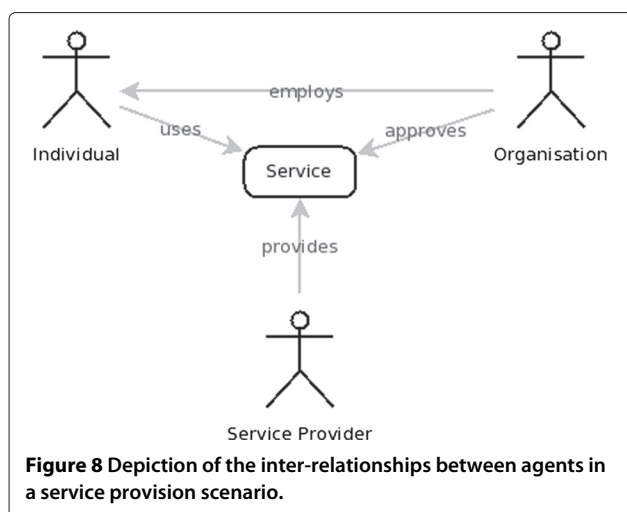 employs
uses
approves
Individual
Organisation
Service
provides
Service Provider
Figure 8 Depiction of the inter-relationships between agents in
a service provision scenario.